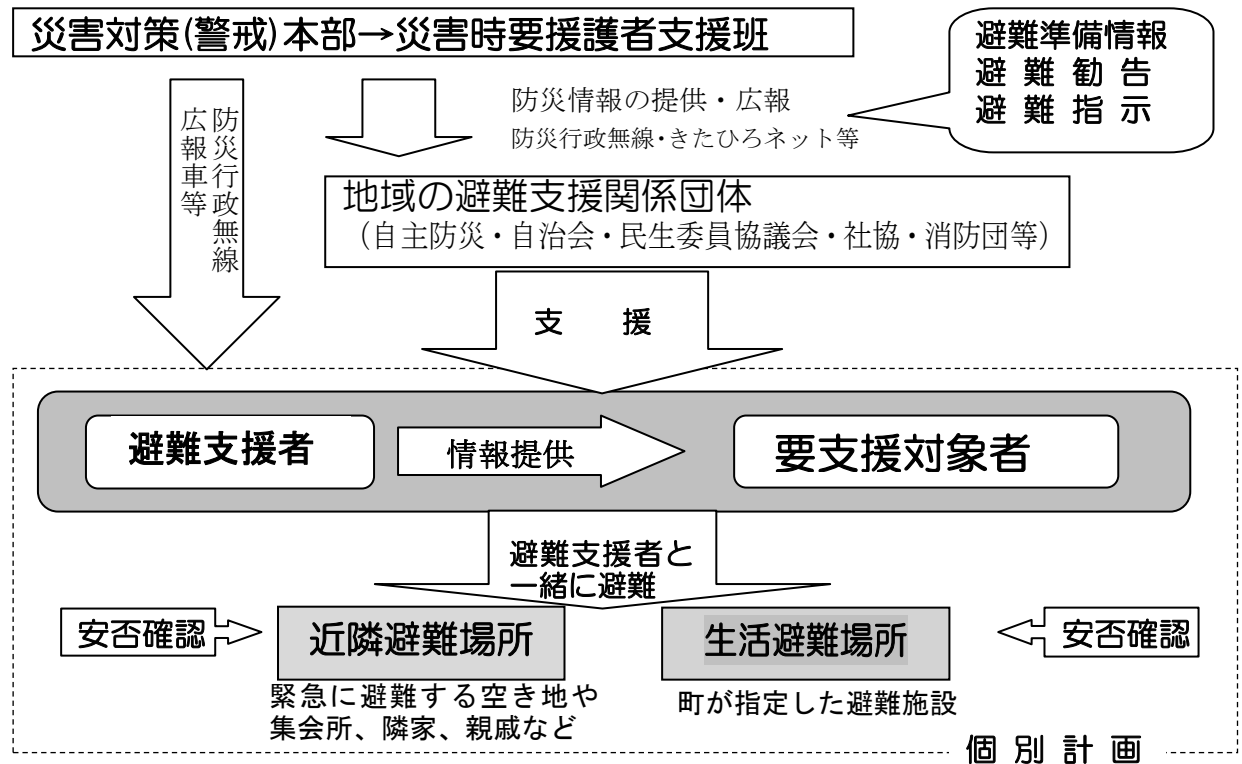 災害対策(警戒)本部→災害時要援護者支援班
避難準備情報
避難勧告
避難指示
防災行政無線
広報車等
防災情報の提供・広報
防災行政無線・きたひろネット等
地域の避難支援関係団体
（自主防災・自治会・民生委員協議会・社協・消防団等）
支　援
避難支援者
情報提供
要支援対象者
避難支援者と
一緒に避難
安否確認
近隣避難場所
生活避難場所
安否確認
緊急に避難する空き地や
集会所、隣家、親戚など
町が指定した避難施設
個別計画